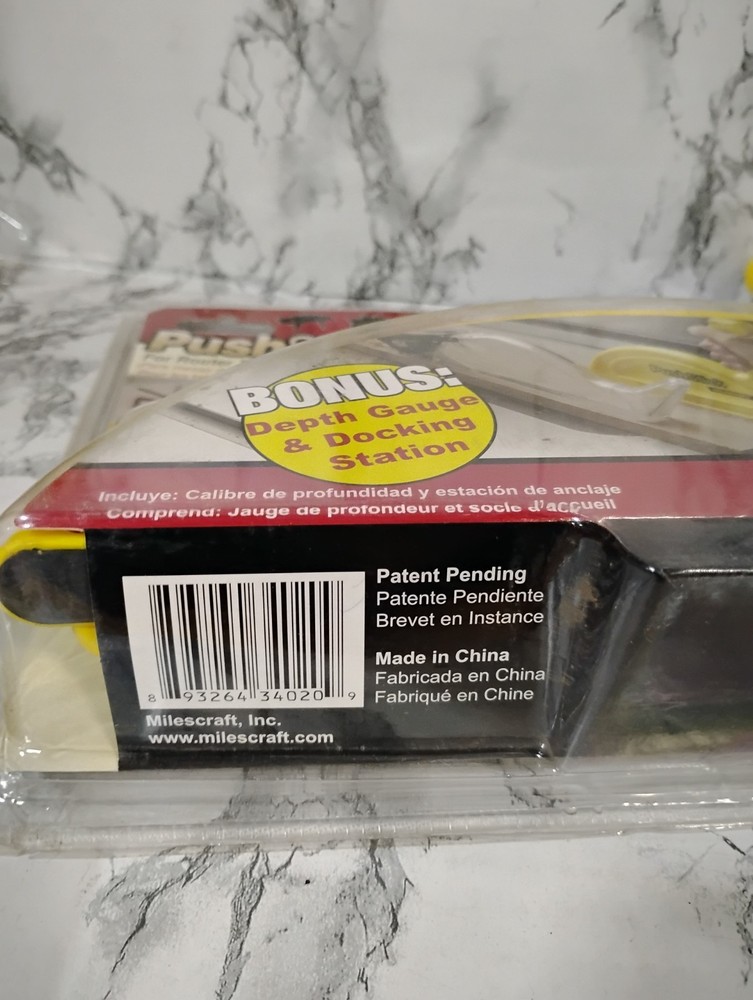 Push
BONUS:
Depth Gauge
& Docking
Station
Incluye: Calibre de profundidad y estación de anclaje
Comprend: Jauge de profondeur et socle d'accueil
Patent Pending
Patente Pendiente
Brevet en Instance
Made in China
Fabricada en China
Fabriqué en Chine
8 93264 34020 9
Milescraft, Inc.
www.milescraft.com